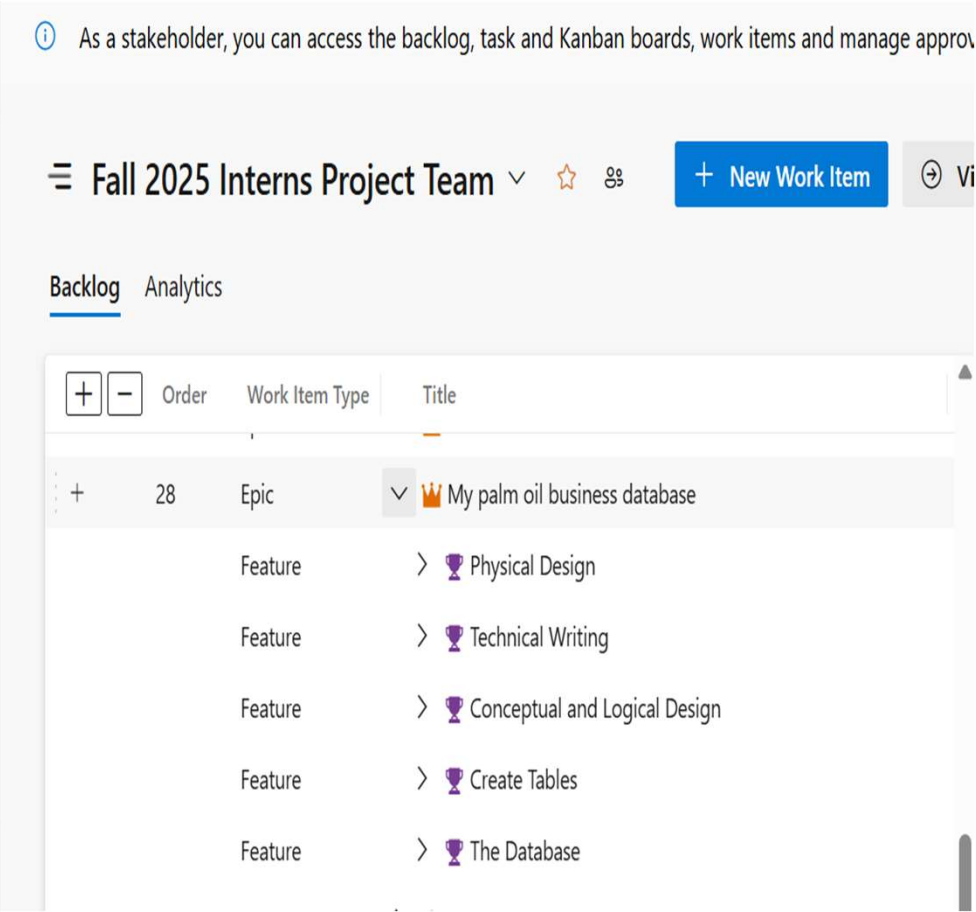 As a stakeholder, you can access the backlog, task and Kanban boards, work items and manage
Fall 2025 Interns Project Team
+ New Work Item
Backlog Analytics
+ − Order Work Item Type Title
+ 28 Epic My palm oil business database
Feature Physical Design
Feature Technical Writing
Feature Conceptual and Logical Design
Feature Create Tables
Feature The Database